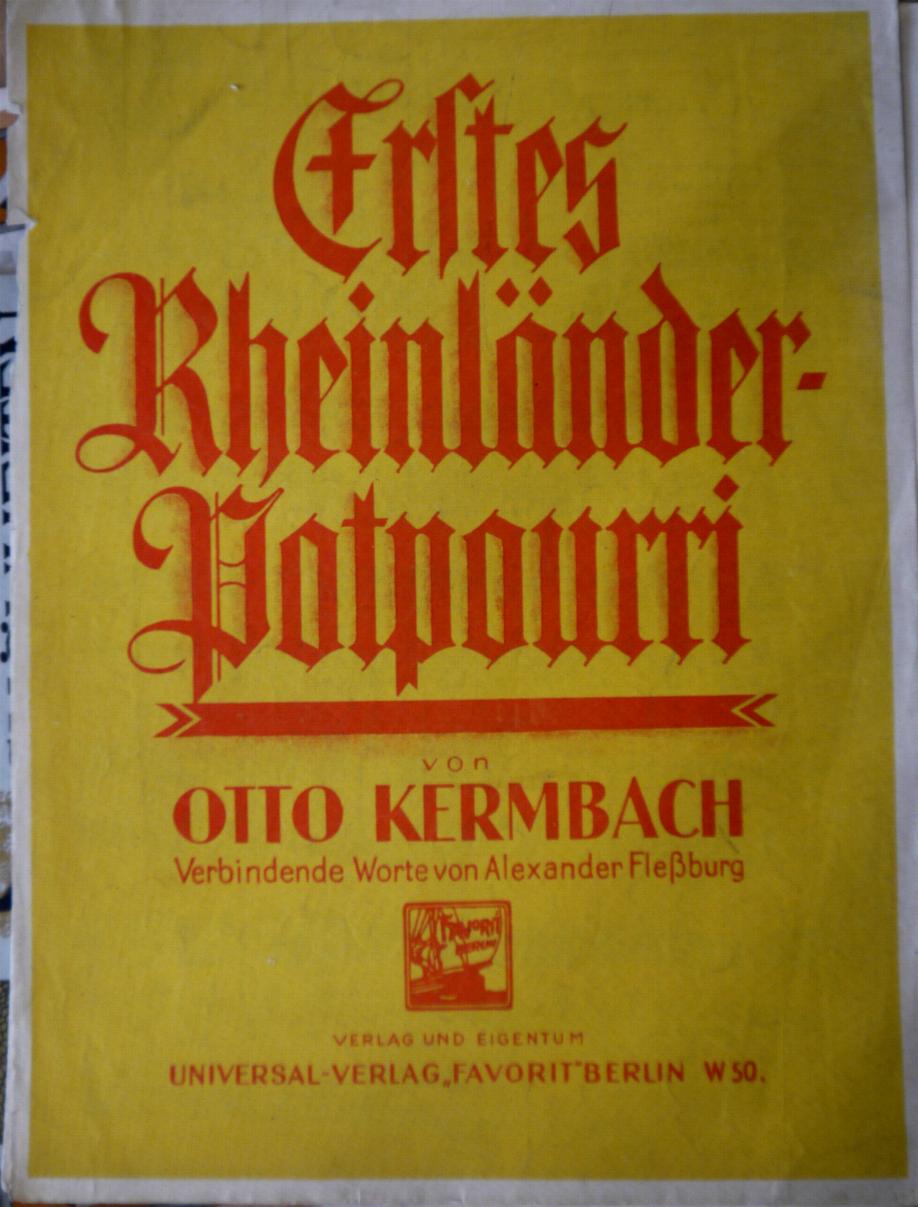 Erstes
Rheinländer-
Potpourri
von
OTTO KERMBACH
Verbindende Worte von Alexander Fleßburg
FAVORIT
VERLAG UND EIGENTUM
UNIVERSAL-VERLAG „FAVORIT" BERLIN W 50.